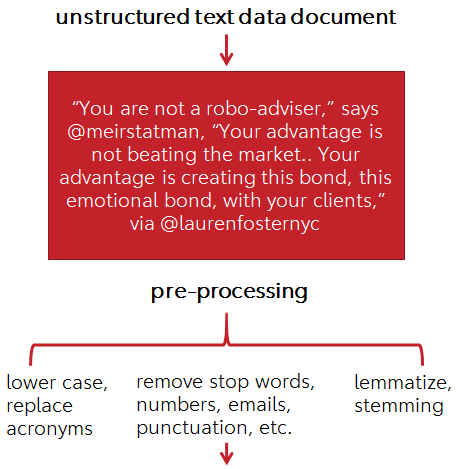 unstructured text data document
“You are not a robo-adviser,” says
@meirstatman, “Your advantage is
not beating the market.. Your
advantage is creating this bond, this
emotional bond, with your clients,”
via @laurenfosternyc
pre-processing
lower case,
replace
acronyms
remove stop words,
numbers, emails,
punctuation, etc.
lemmatize,
stemming